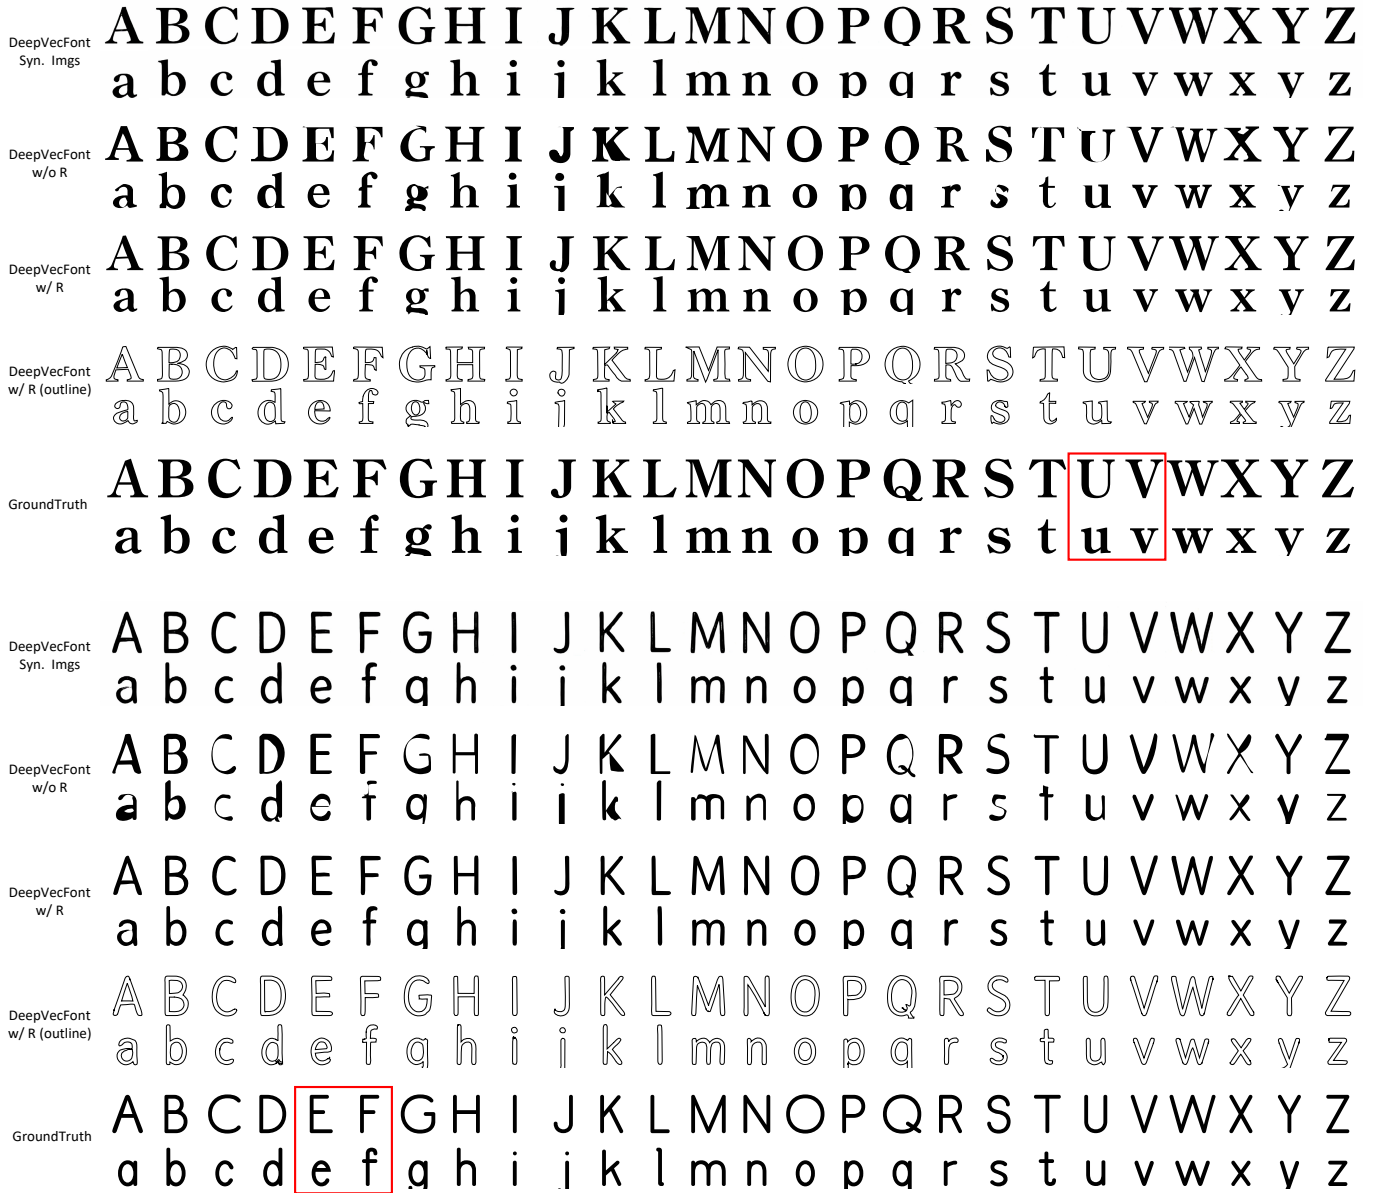 DeepVecFont
Syn. Imgs
A B C D E F G H I J K L M N O P Q R S T U V W X Y Z
a b c d e f g h i j k l m n o p q r s t u v w x y z
DeepVecFont
w/o R
A B C D E F G H I J K L M N O P Q R S T U V W X Y Z
a b c d e f g h i j k l m n o p q r s t u v w x y z
DeepVecFont
w/ R
A B C D E F G H I J K L M N O P Q R S T U V W X Y Z
a b c d e f g h i j k l m n o p q r s t u v w x y z
DeepVecFont
w/ R (outline)
A B C D E F G H I J K L M N O P Q R S T U V W X Y Z
a b c d e f g h i j k l m n o p q r s t u v w x y z
GroundTruth
A B C D E F G H I J K L M N O P Q R S T U V W X Y Z
a b c d e f g h i j k l m n o p q r s t u v w x y z
DeepVecFont
Syn. Imgs
A B C D E F G H I J K L M N O P Q R S T U V W X Y Z
a b c d e f g h i j k l m n o p q r s t u v w x y z
DeepVecFont
w/o R
A B C D E F G H I J K L M N O P Q R S T U V W X Y Z
a b c d e f g h i j k l m n o p q r s t u v w x y z
DeepVecFont
w/ R
A B C D E F G H I J K L M N O P Q R S T U V W X Y Z
a b c d e f g h i j k l m n o p q r s t u v w x y z
DeepVecFont
w/ R (outline)
A B C D E F G H I J K L M N O P Q R S T U V W X Y Z
a b c d e f g h i j k l m n o p q r s t u v w x y z
GroundTruth
A B C D E F G H I J K L M N O P Q R S T U V W X Y Z
a b c d e f g h i j k l m n o p q r s t u v w x y z